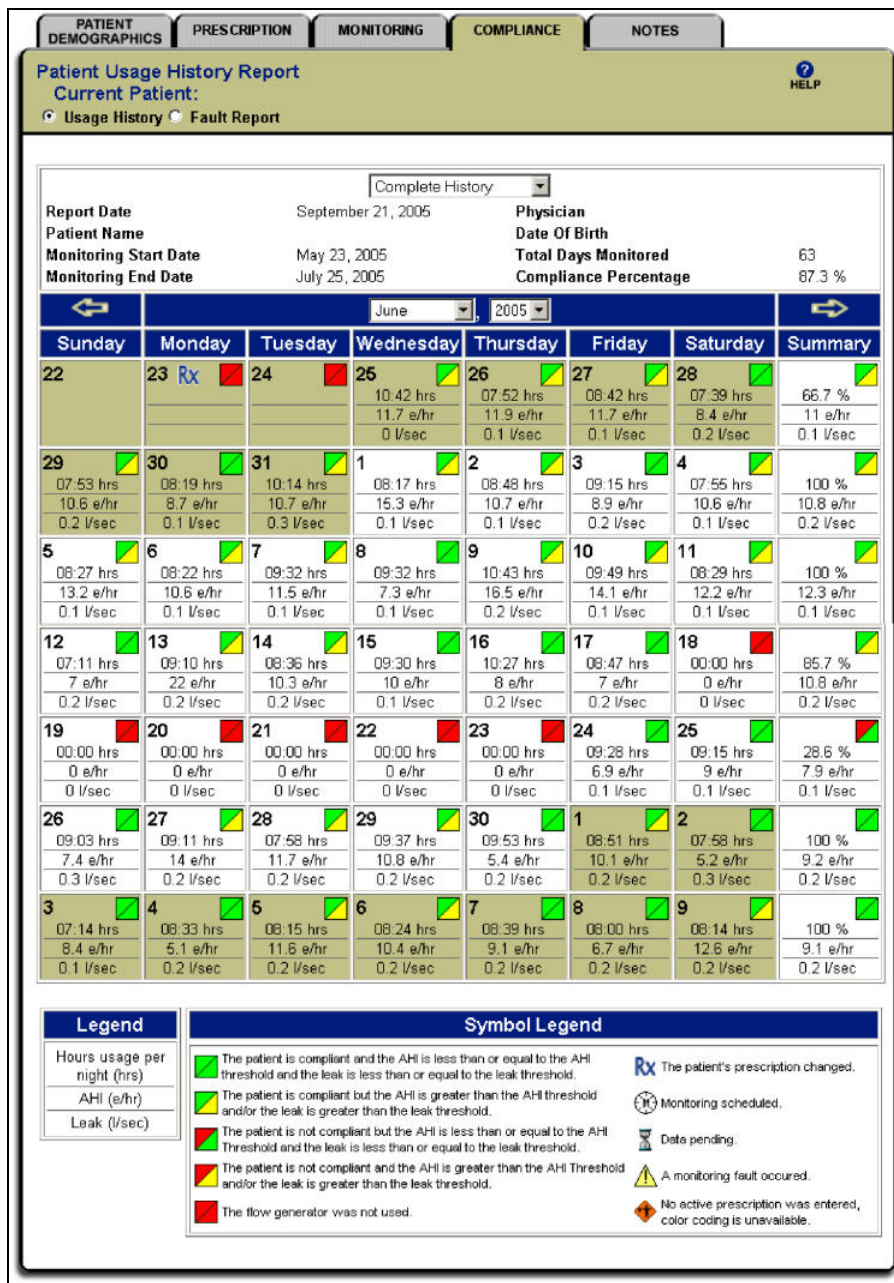 PATIENT DEMOGRAPHICS PRESCRIPTION MONITORING COMPLIANCE NOTES
Patient Usage History Report
Current Patient:
HELP
Usage History Fault Report
Complete History
Report Date September 21, 2005 Physician
Patient Name Date Of Birth
Monitoring Start Date May 23, 2005 Total Days Monitored 63
Monitoring End Date July 25, 2005 Compliance Percentage 87.3 %
June , 2005
Sunday Monday Tuesday Wednesday Thursday Friday Saturday Summary
22 23 Rx 24 25 26 27 28
10:42 hrs 07:52 hrs 08:42 hrs 07:39 hrs 66.7 %
11.7 e/hr 11.9 e/hr 11.7 e/hr 8.4 e/hr 11 e/hr
0 l/sec 0.1 l/sec 0.1 l/sec 0.2 l/sec 0.1 l/sec
29 30 31 1 2 3 4
07:53 hrs 08:19 hrs 10:14 hrs 08:17 hrs 08:48 hrs 09:15 hrs 07:55 hrs 100 %
10.6 e/hr 8.7 e/hr 10.7 e/hr 15.3 e/hr 10.7 e/hr 8.9 e/hr 10.6 e/hr 10.8 e/hr
0.2 l/sec 0.1 l/sec 0.3 l/sec 0.1 l/sec 0.1 l/sec 0.2 l/sec 0.1 l/sec 0.2 l/sec
5 6 7 8 9 10 11
08:27 hrs 08:22 hrs 09:32 hrs 09:32 hrs 10:43 hrs 09:49 hrs 08:29 hrs 100 %
13.2 e/hr 10.6 e/hr 11.5 e/hr 7.3 e/hr 16.5 e/hr 14.1 e/hr 12.2 e/hr 12.3 e/hr
0.1 l/sec 0.1 l/sec 0.1 l/sec 0.1 l/sec 0.2 l/sec 0.1 l/sec 0.1 l/sec 0.1 l/sec
12 13 14 15 16 17 18
07:11 hrs 09:10 hrs 08:36 hrs 09:30 hrs 10:27 hrs 08:47 hrs 00:00 hrs 85.7 %
7 e/hr 22 e/hr 10.3 e/hr 10 e/hr 8 e/hr 7 e/hr 0 e/hr 10.8 e/hr
0.2 l/sec 0.2 l/sec 0.2 l/sec 0.1 l/sec 0.2 l/sec 0.2 l/sec 0 l/sec 0.2 l/sec
19 20 21 22 23 24 25
00:00 hrs 00:00 hrs 00:00 hrs 00:00 hrs 00:00 hrs 09:28 hrs 09:15 hrs 28.6 %
0 e/hr 0 e/hr 0 e/hr 0 e/hr 0 e/hr 6.9 e/hr 9 e/hr 7.9 e/hr
0 l/sec 0 l/sec 0 l/sec 0 l/sec 0 l/sec 0.1 l/sec 0.1 l/sec 0.1 l/sec
26 27 28 29 30 1 2
09:03 hrs 09:11 hrs 07:58 hrs 09:37 hrs 09:53 hrs 08:51 hrs 07:58 hrs 100 %
7.4 e/hr 14 e/hr 11.7 e/hr 10.8 e/hr 5.4 e/hr 10.1 e/hr 5.2 e/hr 9.2 e/hr
0.3 l/sec 0.2 l/sec 0.2 l/sec 0.2 l/sec 0.2 l/sec 0.2 l/sec 0.3 l/sec 0.2 l/sec
3 4 5 6 7 8 9
07:14 hrs 08:33 hrs 08:15 hrs 08:24 hrs 08:39 hrs 08:00 hrs 08:14 hrs 100 %
8.4 e/hr 5.1 e/hr 11.6 e/hr 10.4 e/hr 9.1 e/hr 6.7 e/hr 12.6 e/hr 9.1 e/hr
0.1 l/sec 0.2 l/sec 0.2 l/sec 0.2 l/sec 0.2 l/sec 0.2 l/sec 0.2 l/sec 0.2 l/sec
Legend
Hours usage per
night (hrs)
AHI (e/hr)
Leak (l/sec)
Symbol Legend
The patient is compliant and the AHI is less than or equal to the AHI
threshold and the leak is less than or equal to the leak threshold.
The patient is compliant but the AHI is greater than the AHI threshold
and/or the leak is greater than the leak threshold.
The patient is not compliant but the AHI is less than or equal to the AHI
Threshold and the leak is less than or equal to the leak threshold.
The patient is not compliant and the AHI is greater than the AHI Threshold
and/or the leak is greater than the leak threshold.
The flow generator was not used.
Rx The patient's prescription changed.
M Monitoring scheduled.
Data pending.
! A monitoring fault occured.
No active prescription was entered,
color coding is unavailable.